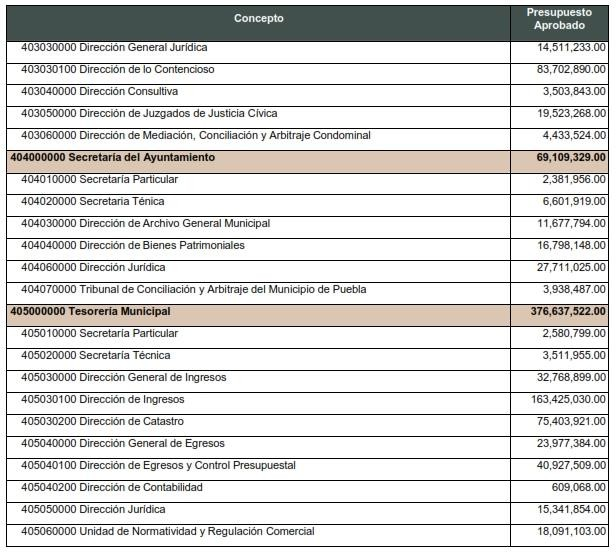 Concepto Presupuesto Aprobado
403030000 Dirección General Jurídica 14,511,233.00
403030100 Dirección de lo Contencioso 83,702,890.00
403040000 Dirección Consultiva 3,503,843.00
403050000 Dirección de Juzgados de Justicia Cívica 19,523,268.00
403060000 Dirección de Mediación, Conciliación y Arbitraje Condominal 4,433,524.00
404000000 Secretaría del Ayuntamiento 69,109,329.00
404010000 Secretaría Particular 2,381,956.00
404020000 Secretaria Ténica 6,601,919.00
404030000 Dirección de Archivo General Municipal 11,677,794.00
404040000 Dirección de Bienes Patrimoniales 16,798,148.00
404060000 Dirección Jurídica 27,711,025.00
404070000 Tribunal de Conciliación y Arbitraje del Municipio de Puebla 3,938,487.00
405000000 Tesorería Municipal 376,637,522.00
405010000 Secretaría Particular 2,580,799.00
405020000 Secretaría Técnica 3,511,955.00
405030000 Dirección General de Ingresos 32,768,899.00
405030100 Dirección de Ingresos 163,425,030.00
405030200 Dirección de Catastro 75,403,921.00
405040000 Dirección General de Egresos 23,977,384.00
405040100 Dirección de Egresos y Control Presupuestal 40,927,509.00
405040200 Dirección de Contabilidad 609,068.00
405050000 Dirección Jurídica 15,341,854.00
405060000 Unidad de Normatividad y Regulación Comercial 18,091,103.00